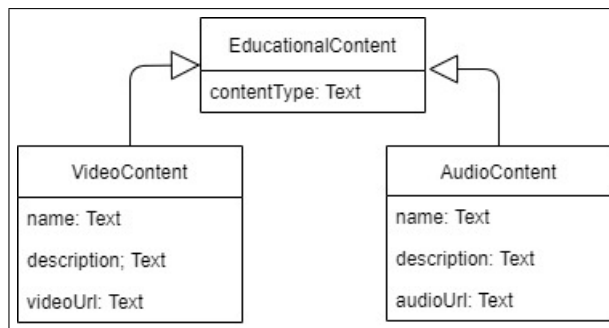 EducationalContent
contentType: Text
VideoContent
name: Text
description; Text
videoUrl: Text
AudioContent
name: Text
description: Text
audioUrl: Text